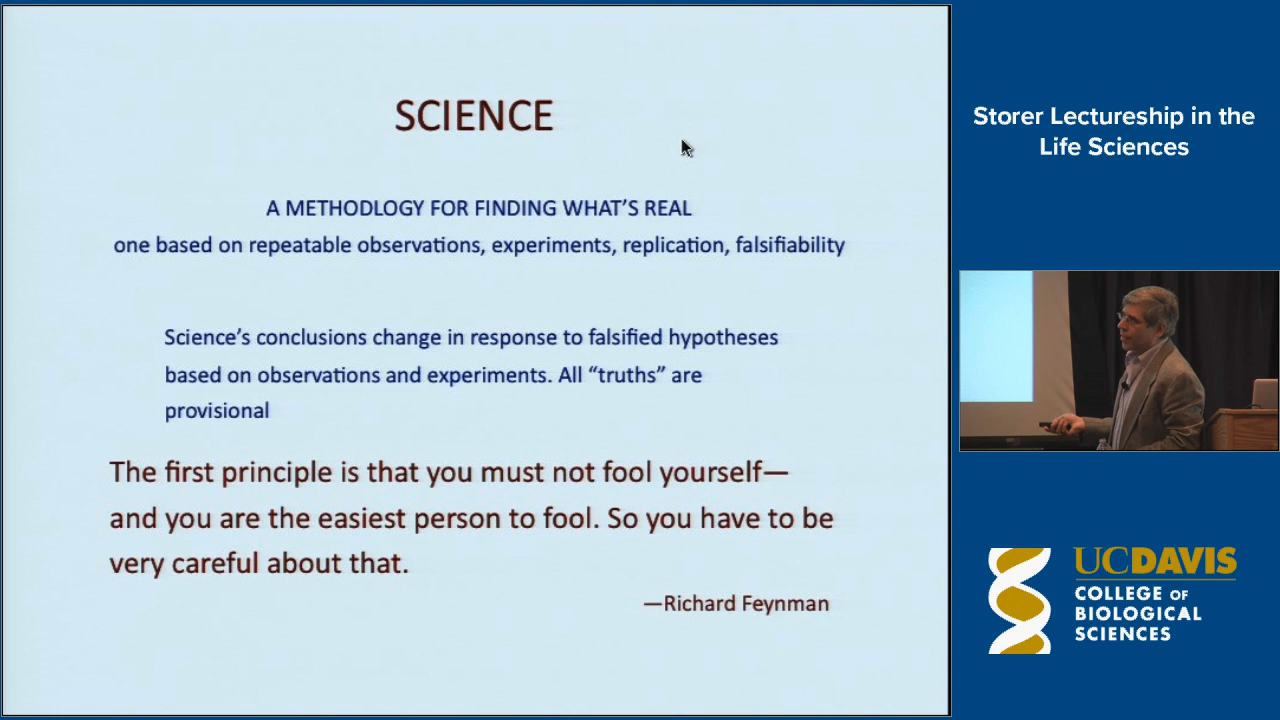 SCIENCE
A METHODLOGY FOR FINDING WHAT'S REAL
one based on repeatable observations, experiments, replication, falsifiability
Science's conclusions change in response to falsified hypotheses
based on observations and experiments. All “truths” are
provisional
The first principle is that you must not fool yourself—
and you are the easiest person to fool. So you have to be
very careful about that.
—Richard Feynman
Storer Lectureship in the
Life Sciences
UCDAVIS
COLLEGE OF
BIOLOGICAL
SCIENCES